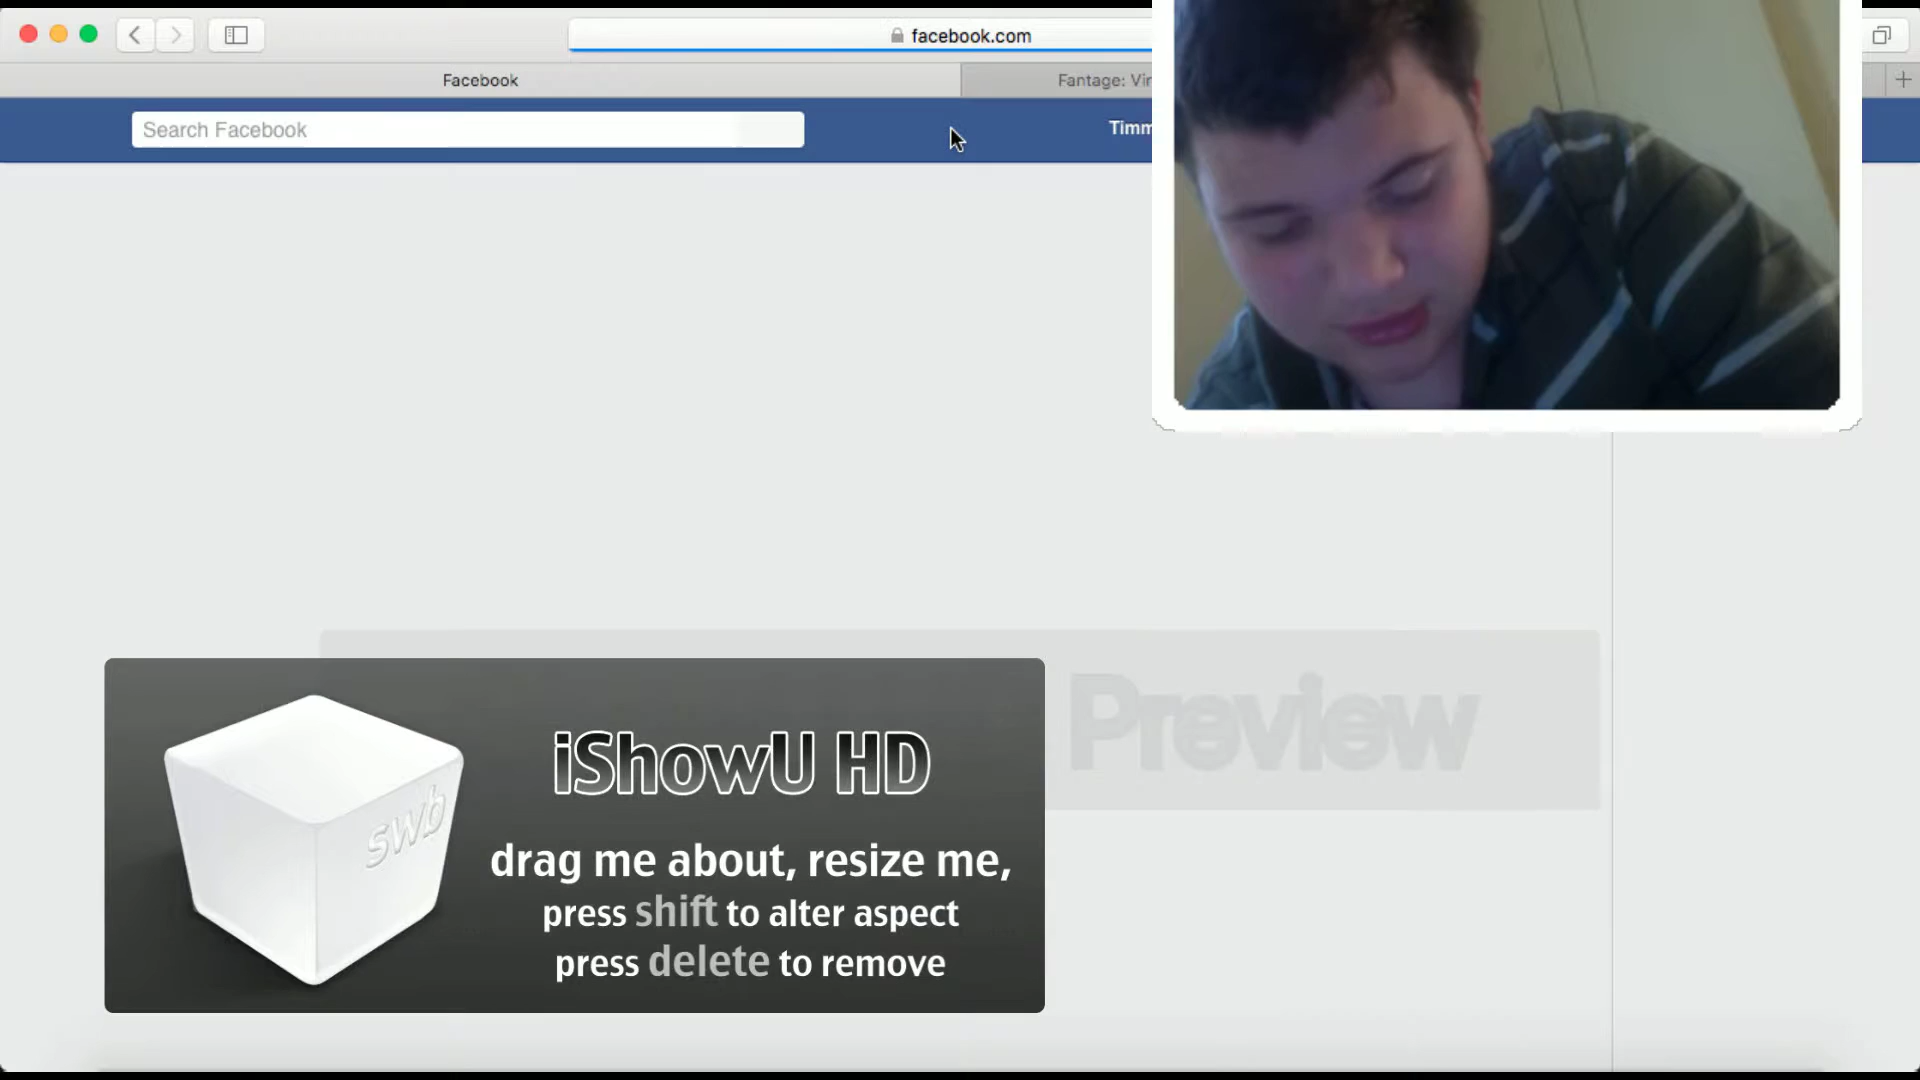 facebook.com
Facebook
Fantage: Vir
Search Facebook
Timm
Preview
iShowU HD
swb
drag me about, resize me,
press shift to alter aspect
press delete to remove